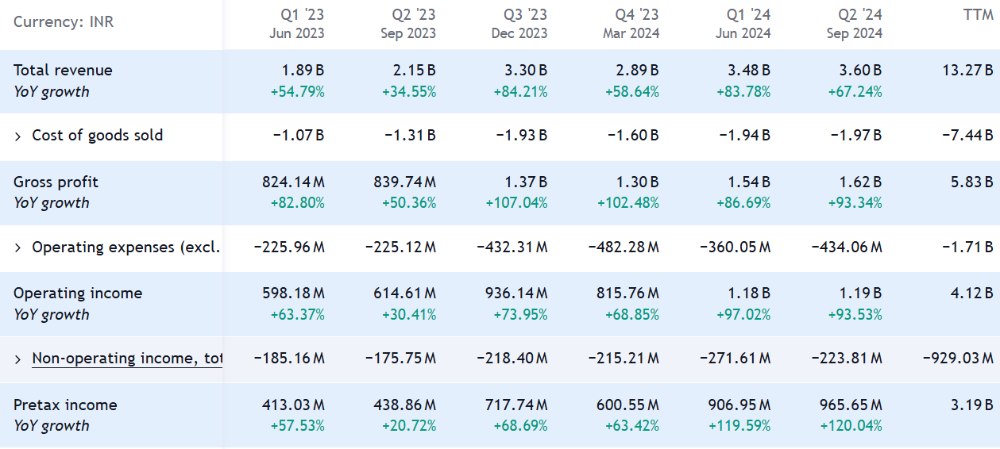 Currency: INR Q1 '23 Q2 '23 Q3 '23 Q4 '23 Q1 '24 Q2 '24 TTM
Jun 2023 Sep 2023 Dec 2023 Mar 2024 Jun 2024 Sep 2024
Total revenue 1.89 B 2.15 B 3.30 B 2.89 B 3.48 B 3.60 B 13.27 B
YoY growth +54.79% +34.55% +84.21% +58.64% +83.78% +67.24%
Cost of goods sold −1.07 B −1.31 B −1.93 B −1.60 B −1.94 B −1.97 B −7.44 B
Gross profit 824.14 M 839.74 M 1.37 B 1.30 B 1.54 B 1.62 B 5.83 B
YoY growth +82.80% +50.36% +107.04% +102.48% +86.69% +93.34%
Operating expenses (excl. −225.96 M −225.12 M −432.31 M −482.28 M −360.05 M −434.06 M −1.71 B
Operating income 598.18 M 614.61 M 936.14 M 815.76 M 1.18 B 1.19 B 4.12 B
YoY growth +63.37% +30.41% +73.95% +68.85% +97.02% +93.53%
Non-operating income, tot −185.16 M −175.75 M −218.40 M −215.21 M −271.61 M −223.81 M −929.03 M
Pretax income 413.03 M 438.86 M 717.74 M 600.55 M 906.95 M 965.65 M 3.19 B
YoY growth +57.53% +20.72% +68.69% +63.42% +119.59% +120.04%